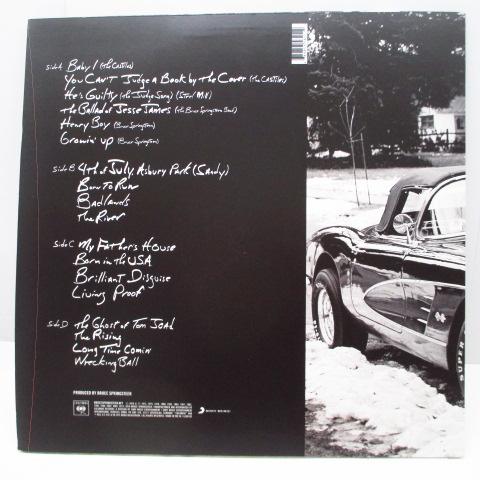 Side A Baby I (The Castiles)
You Can't Judge a Book by The Cover (The Castiles)
He's Guilty (The Judge Song) (Steel Mill)
The Ballad of Jesse James (The Bruce Springsteen Band)
Henry Boy (Bruce Springsteen)
Growin' Up (Bruce Springsteen)
Side B 4th of July, Asbury Park (Sandy)
Born To Run
Badlands
The River
Side C My Father's House
Born in the USA
Brilliant Disguise
Living Proof
Side D The Ghost of Tom Joad
The Rising
Long Time Comin'
Wrecking Ball
PRODUCED BY BRUCE SPRINGSTEEN
SUPER